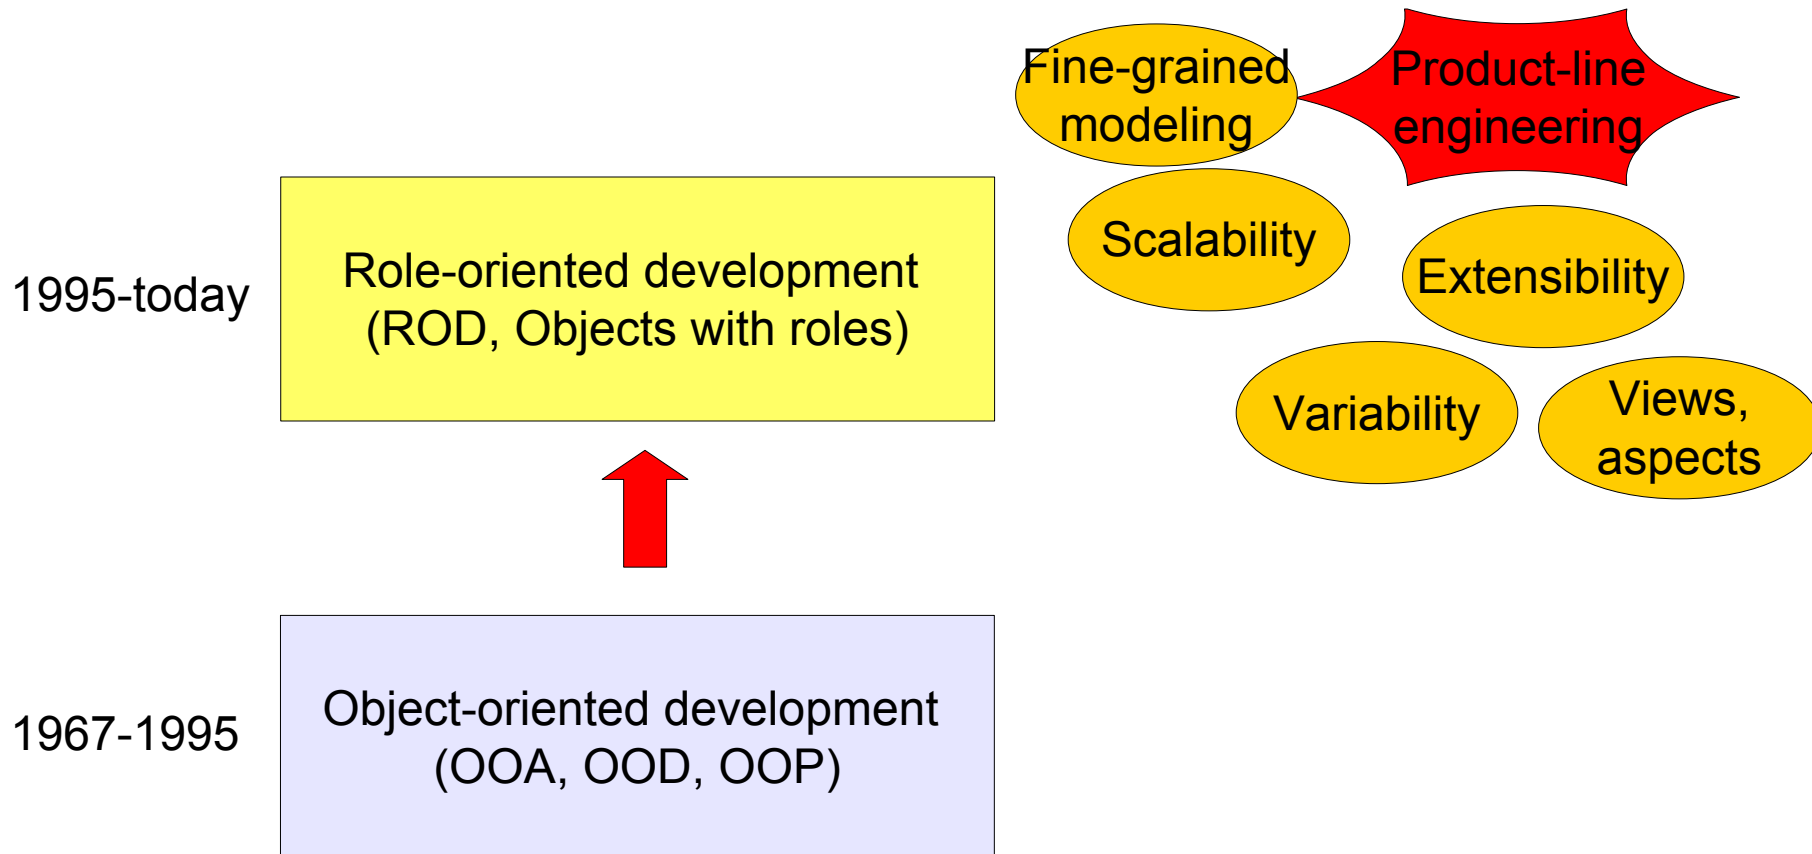 Fine-grained
modeling
Product-line
engineering
Scalability
Extensibility
1995-today
Role-oriented development
(ROD, Objects with roles)
Variability
Views,
aspects
1967-1995
Object-oriented development
(OOA, OOD, OOP)